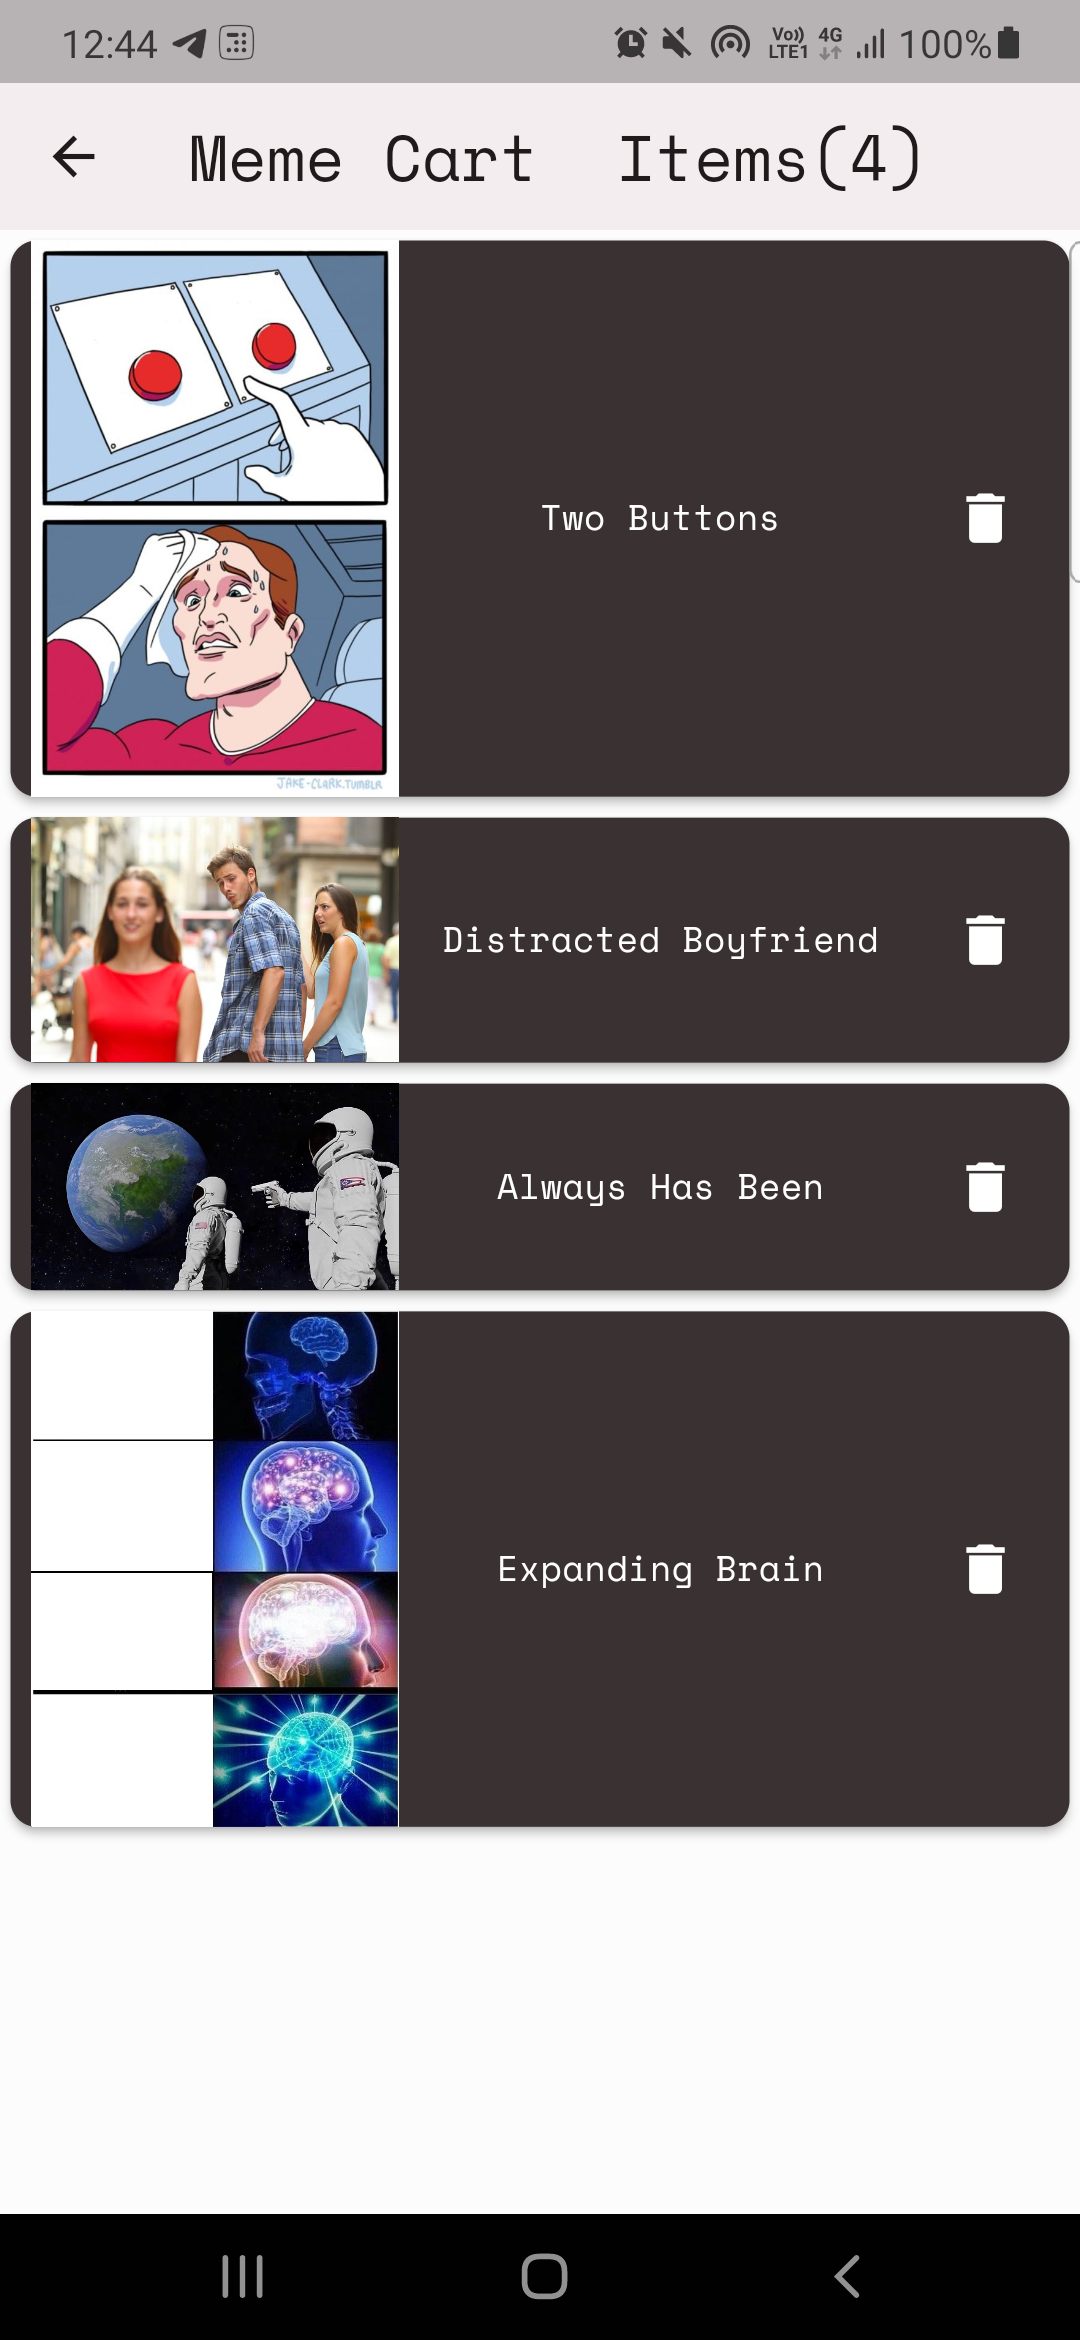 12:44
Vo)) LTE1 4G 100%
Meme Cart Items(4)
JAKE-CLARK.TUMBLR
Two Buttons
Distracted Boyfriend
Always Has Been
Expanding Brain